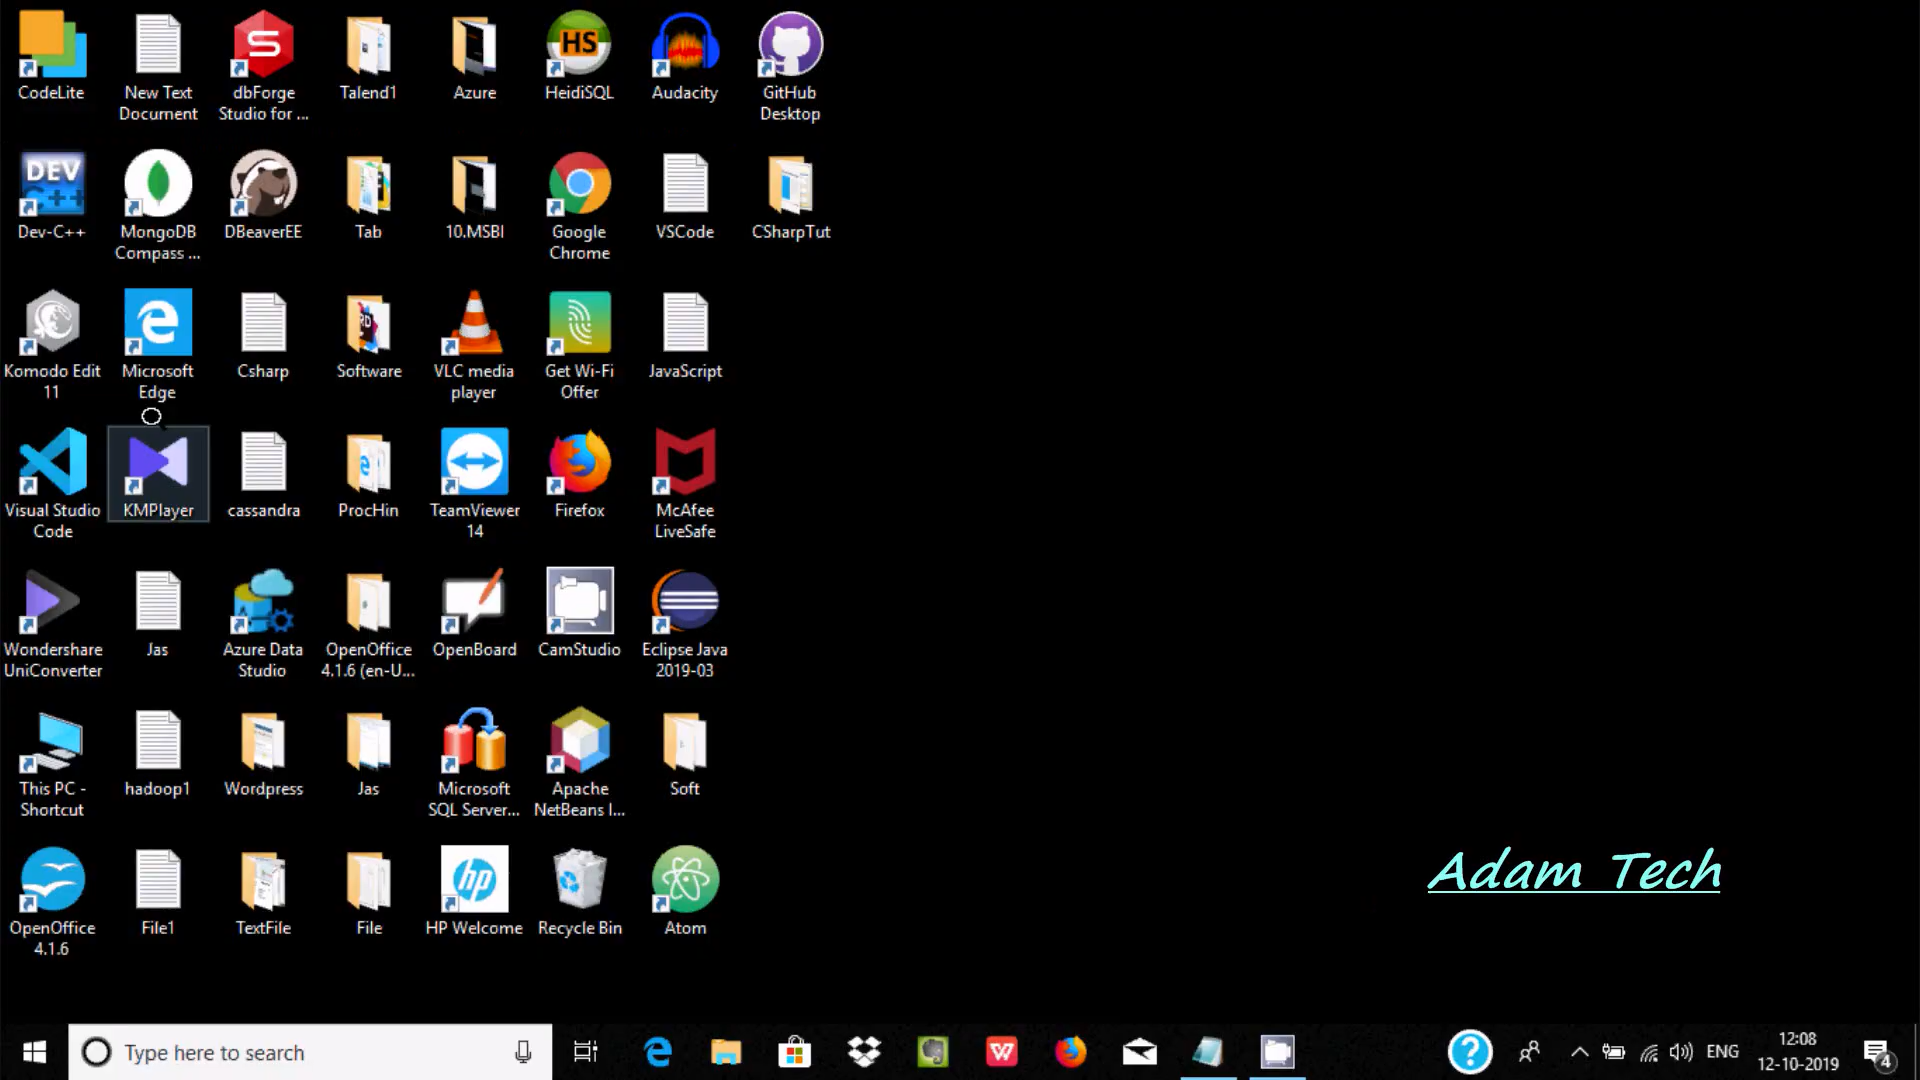 CodeLite
New Text
Document
dbForge
Studio for ...
Talend1
Azure
HS
HeidiSQL
Audacity
GitHub
Desktop
DEV
C++
Dev-C++
MongoDB
Compass ...
DBeaverEE
Tab
10.MSBI
Google
Chrome
VSCode
CSharpTut
Komodo Edit
11
Microsoft
Edge
Csharp
RD
Software
VLC media
player
Get Wi-Fi
Offer
JavaScript
Visual Studio
Code
KMPlayer
cassandra
ProcHin
TeamViewer
14
Firefox
McAfee
LiveSafe
Wondershare
UniConverter
Jas
Azure Data
Studio
OpenOffice
4.1.6 (en-U...
OpenBoard
CamStudio
Eclipse Java
2019-03
This PC -
Shortcut
hadoop1
Wordpress
Jas
Microsoft
SQL Server...
Apache
NetBeans I...
Soft
OpenOffice
4.1.6
File1
TextFile
File
hp
HP Welcome
Recycle Bin
Atom
Adam Tech
Type here to search
ENG
12:08
12-10-2019
4